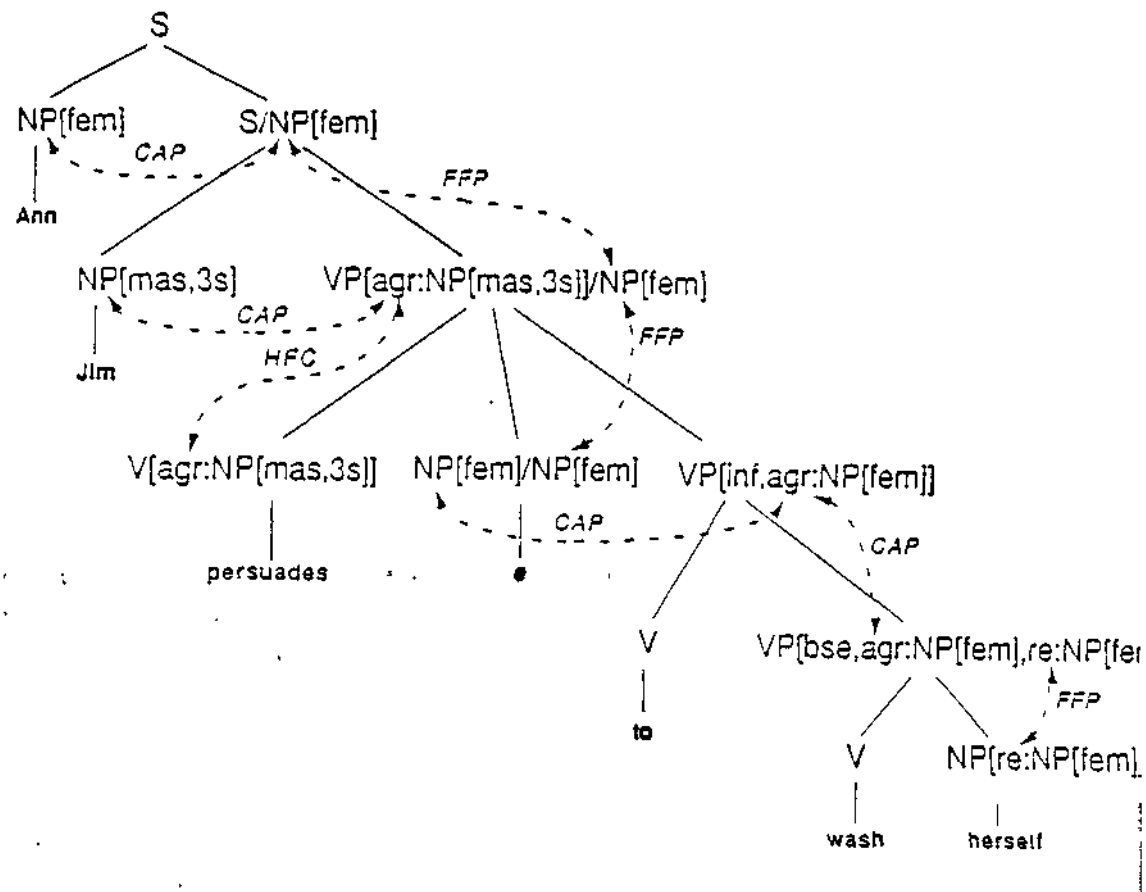 S
NP[fem] S/NP[fem]
CAP
FFP
Ann
NP[mas,3s] VP[agr:NP[mas,3s]]/NP[fem]
CAP
FFP
HFC
Jim
V[agr:NP[mas,3s]] NP[fem]/NP[fem] VP[inf,agr:NP[fem]]
CAP
CAP
persuades e
V VP[bse,agr:NP[fem],re:NP[fer
FFP
to
V NP[re:NP[fem]
wash herself